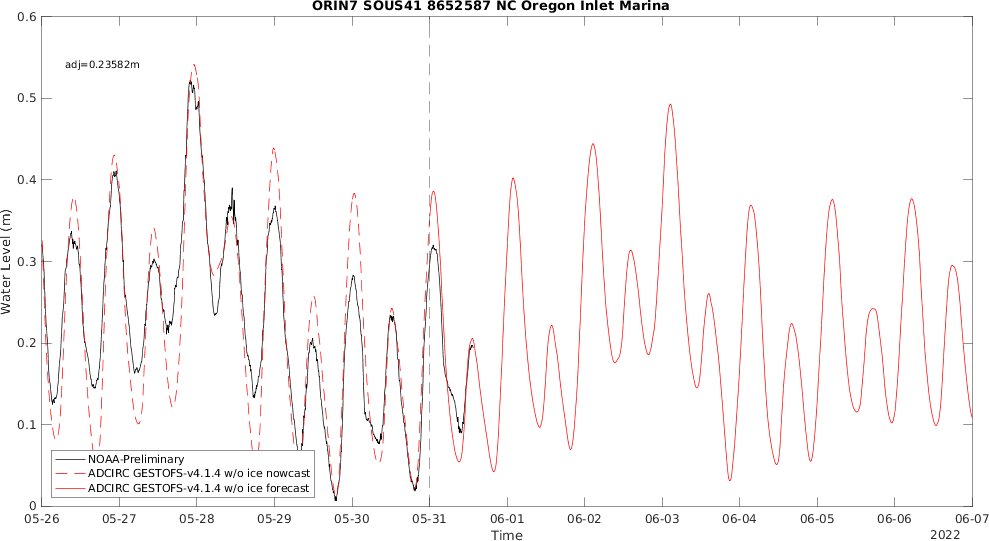 ORIN7 SOUS41 8652587 NC Oregon Inlet Marina
adj=0.23582m
0.6
0.5
0.4
0.3
0.2
0.1
0
Water Level (m)
NOAA-Preliminary
ADCIRC GESTOFS-v4.1.4 w/o ice nowcast
ADCIRC GESTOFS-v4.1.4 w/o ice forecast
05-26 05-27 05-28 05-29 05-30 05-31 06-01 06-02 06-03 06-04 06-05 06-06 06-07
Time
2022